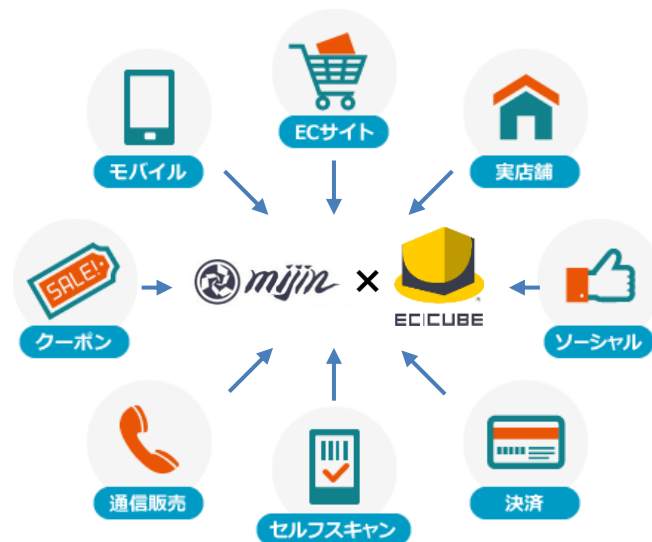 ECサイト
モバイル
実店舗
SALE!
クーポン
mijin × EC CUBE
ソーシャル
通信販売
セルフスキャン
決済